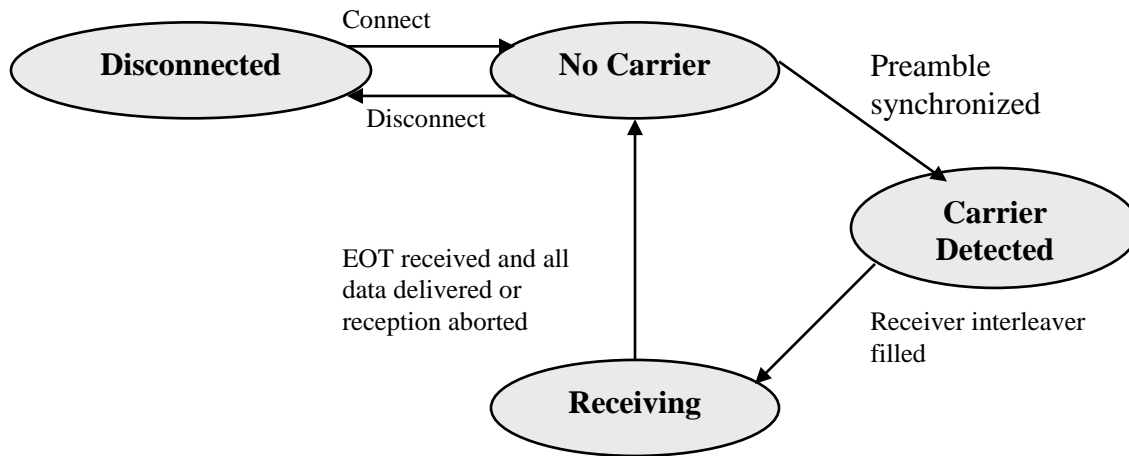 Connect
Disconnected
No Carrier
Disconnect
Preamble
synchronized
Carrier
Detected
EOT received and all
data delivered or
reception aborted
Receiver interleaver
filled
Receiving